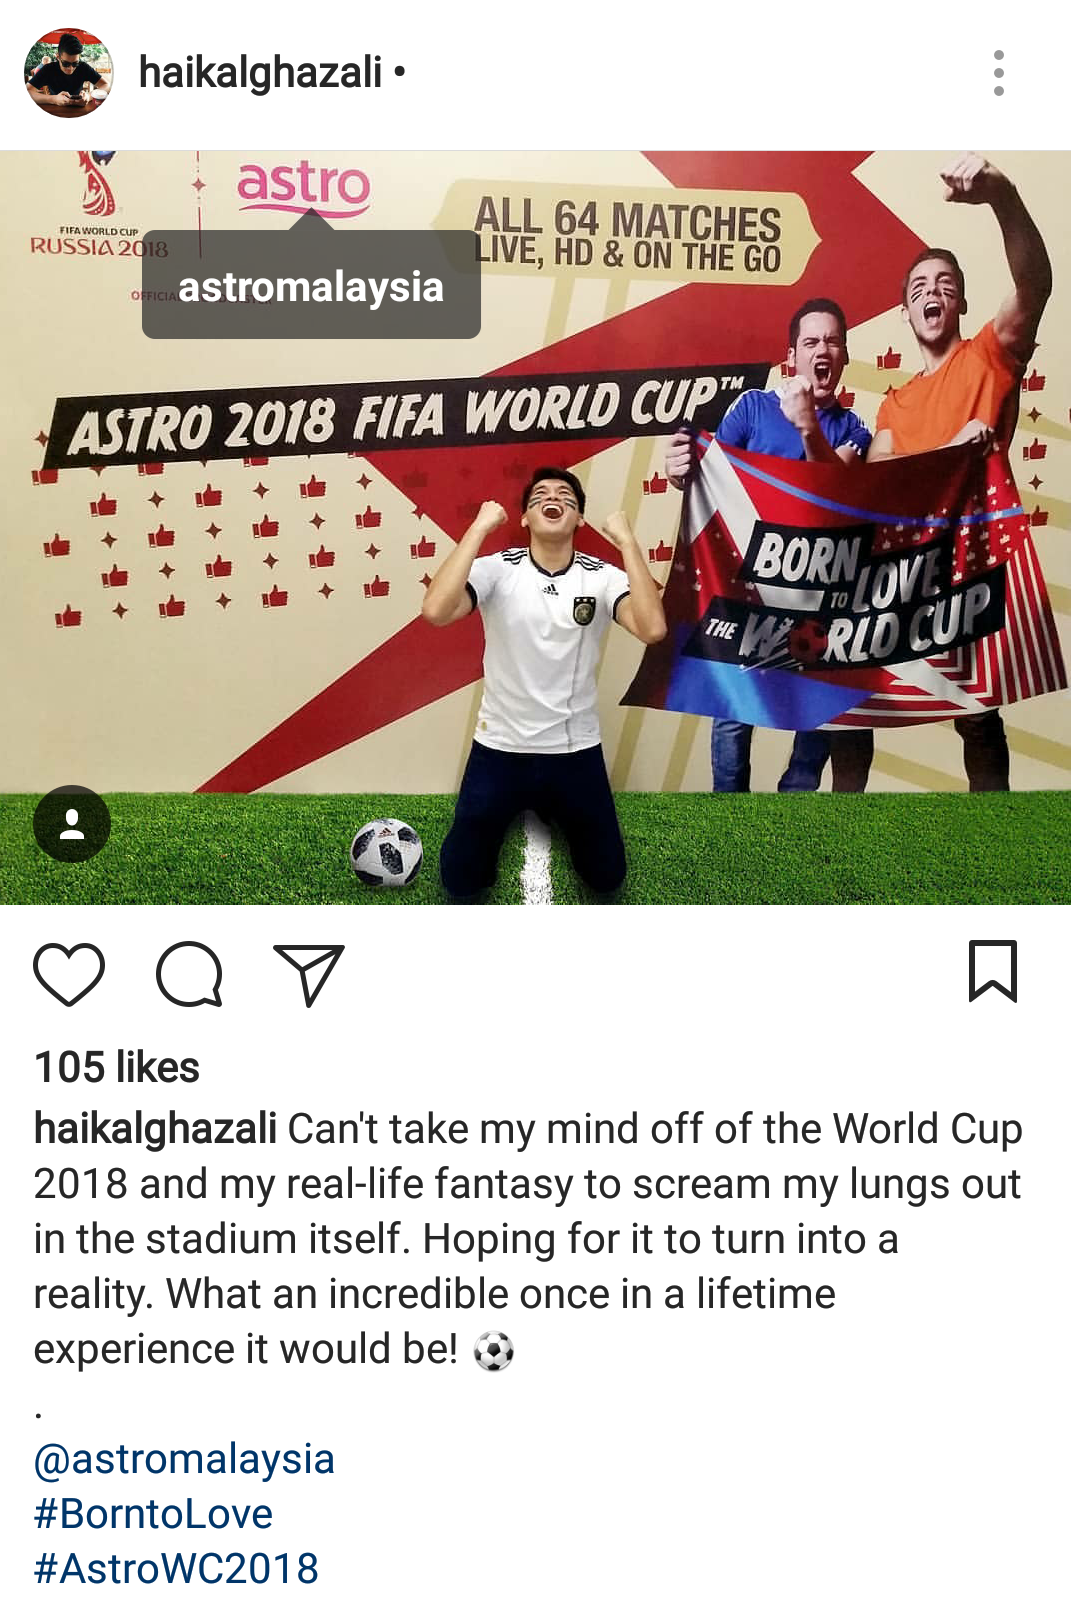 haikalghazali •
astro
FIFA WORLD CUP
RUSSIA 2018
ALL 64 MATCHES
LIVE, HD & ON THE GO
astromalaysia
ASTRO 2018 FIFA WORLD CUP™
BORN
TO LOVE
THE WORLD CUP
105 likes
haikalghazali Can't take my mind off of the World Cup
2018 and my real-life fantasy to scream my lungs out
in the stadium itself. Hoping for it to turn into a
reality. What an incredible once in a lifetime
experience it would be! ⚽
.
@astromalaysia
#BorntoLove
#AstroWC2018